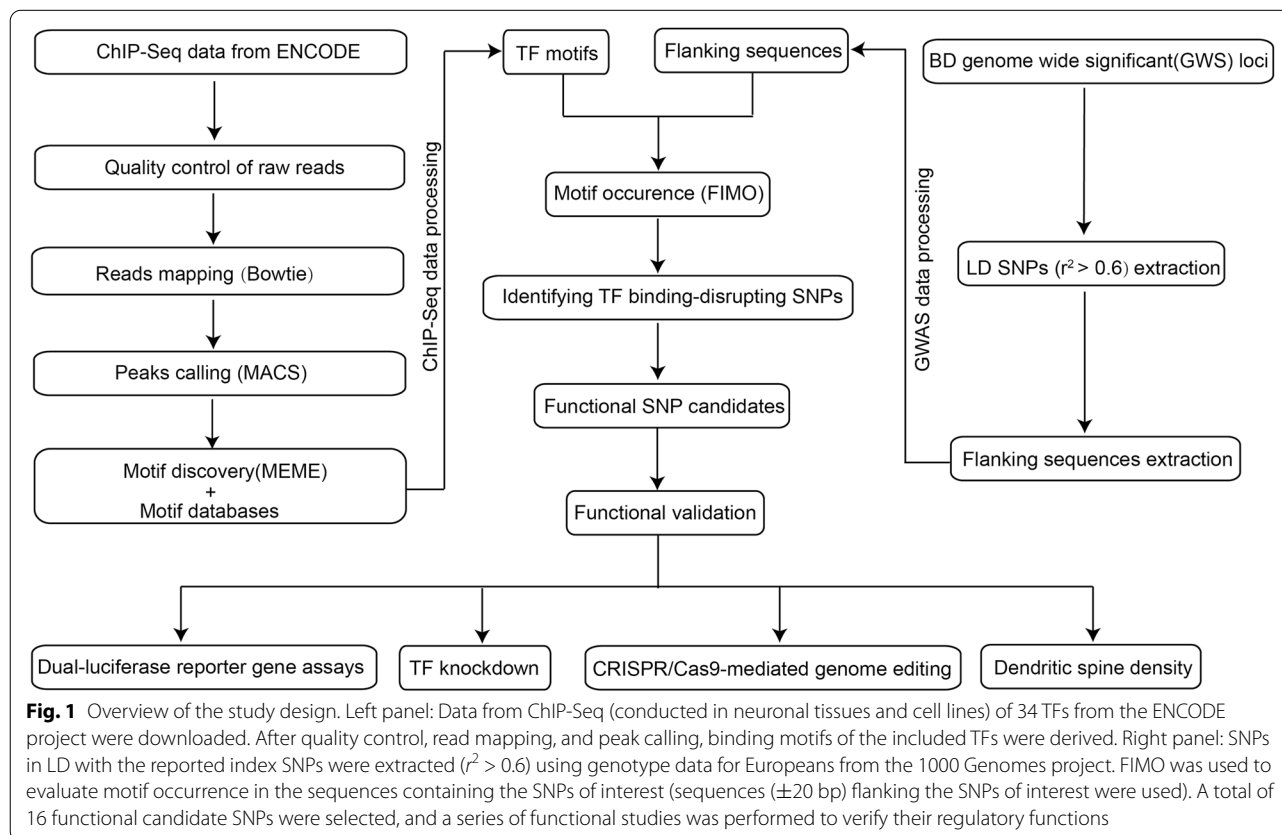 ChIP-Seq data from ENCODE
Quality control of raw reads
Reads mapping (Bowtie)
Peaks calling (MACS)
Motif discovery(MEME)
+
Motif databases
ChIP-Seq data processing
TF motifs
Flanking sequences
Motif occurence (FIMO)
Identifying TF binding-disrupting SNPs
Functional SNP candidates
Functional validation
GWAS data processing
BD genome wide significant(GWS) loci
LD SNPs (r² > 0.6) extraction
Flanking sequences extraction
Dual-luciferase reporter gene assays
TF knockdown
CRISPR/Cas9-mediated genome editing
Dendritic spine density
Fig. 1 Overview of the study design. Left panel: Data from ChIP-Seq (conducted in neuronal tissues and cell lines) of 34 TFs from the ENCODE
project were downloaded. After quality control, read mapping, and peak calling, binding motifs of the included TFs were derived. Right panel: SNPs
in LD with the reported index SNPs were extracted (r² > 0.6) using genotype data for Europeans from the 1000 Genomes project. FIMO was used to
evaluate motif occurrence in the sequences containing the SNPs of interest (sequences (±20 bp) flanking the SNPs of interest were used). A total of
16 functional candidate SNPs were selected, and a series of functional studies was performed to verify their regulatory functions